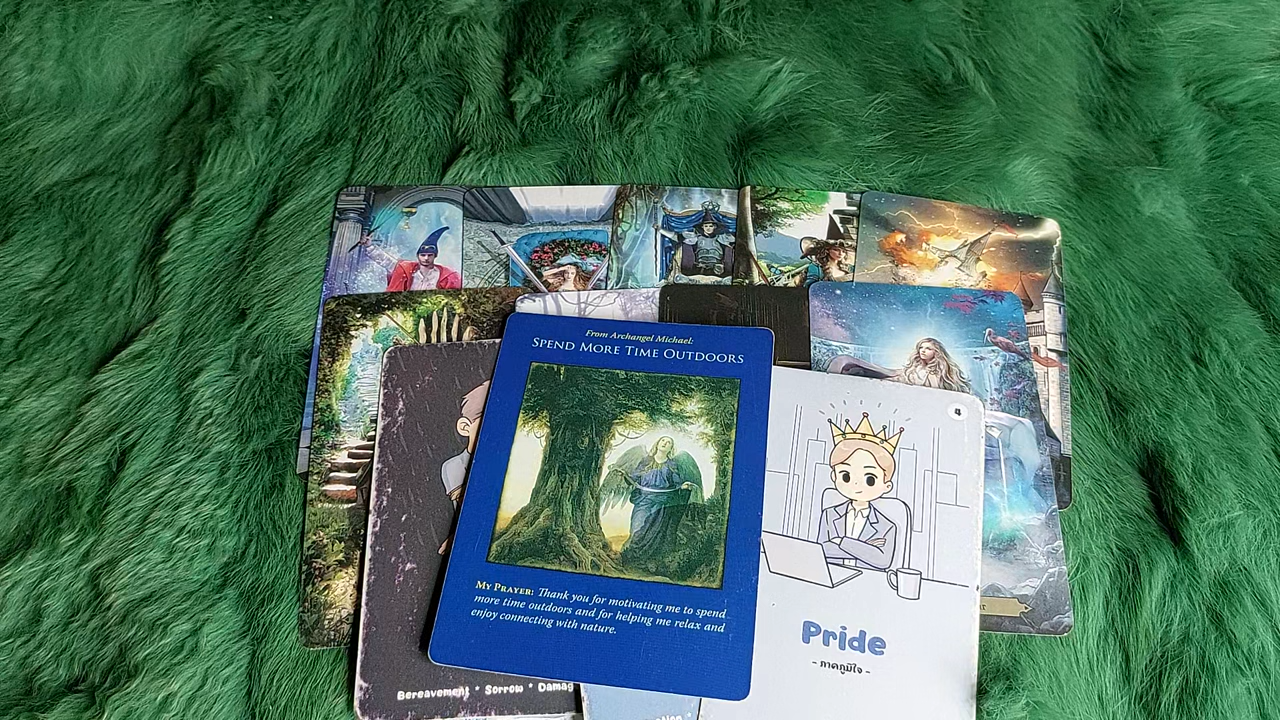 From Archangel Michael:
SPEND MORE TIME OUTDOORS
MY PRAYER: Thank you for motivating me to spend
more time outdoors and for helping me relax and
enjoy connecting with nature.
4
Pride
- ภาคภูมิใจ -
Bereavement * Sorrow * Damag